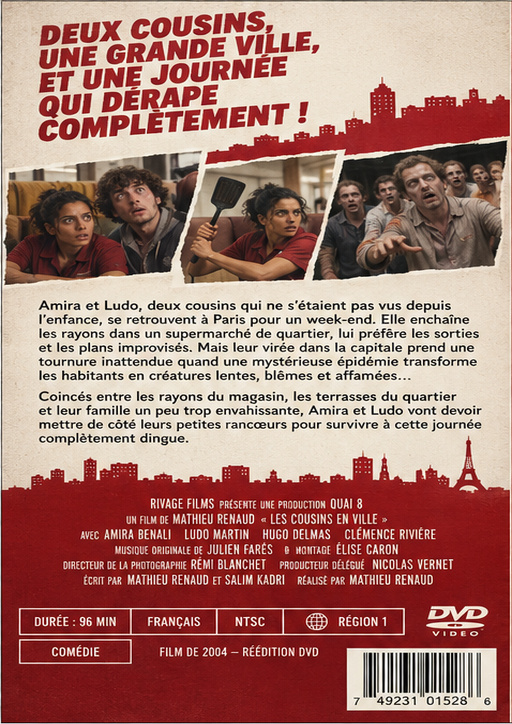 DEUX COUSINS,
UNE GRANDE VILLE,
ET UNE JOURNÉE
QUI DÉRAPE
COMPLÈTEMENT !
Amira et Ludo, deux cousins qui ne s'étaient pas vus depuis
l'enfance, se retrouvent à Paris pour un week-end. Elle enchaîne
les rayons dans un supermarché de quartier, lui préfère les sorties
et les plans improvisés. Mais leur virée dans la capitale prend une
tournure inattendue quand une mystérieuse épidémie transforme
les habitants en créatures lentes, blêmes et affamées...
Coincés entre les rayons du magasin, les terrasses du quartier
et leur famille un peu trop envahissante, Amira et Ludo vont devoir
mettre de côté leurs petites rancœurs pour survivre à cette journée
complètement dingue.
RIVAGE FILMS PRÉSENTE UNE PRODUCTION QUAI 8
UN FILM DE MATHIEU RENAUD « LES COUSINS EN VILLE »
AVEC AMIRA BENALI LUDO MARTIN HUGO DELMAS CLÉMENCE RIVIÈRE
MUSIQUE ORIGINALE DE JULIEN FARÉS & MONTAGE ÉLISE CARON
DIRECTEUR DE LA PHOTOGRAPHIE RÉMI BLANCHET PRODUCTEUR DÉLÉGUÉ NICOLAS VERNET
ÉCRIT PAR MATHIEU RENAUD ET SALIM KADRI RÉALISÉ PAR MATHIEU RENAUD
DURÉE : 96 MIN FRANÇAIS NTSC RÉGION 1
DVD
VIDEO
COMÉDIE FILM DE 2004 – RÉÉDITION DVD
7 49231 01528 6